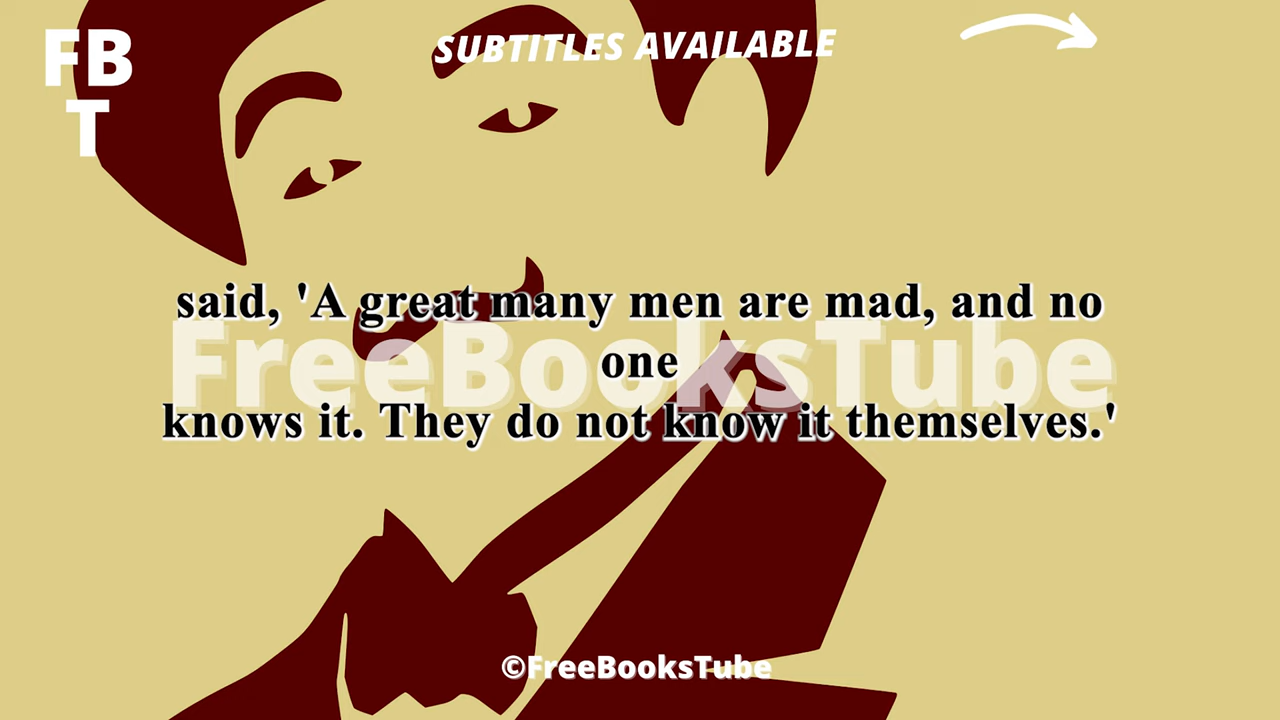 FB
T
SUBTITLES AVAILABLE
said, 'A great many men are mad, and no
one
FreeBooksTube
knows it. They do not know it themselves.'
©FreeBooksTube